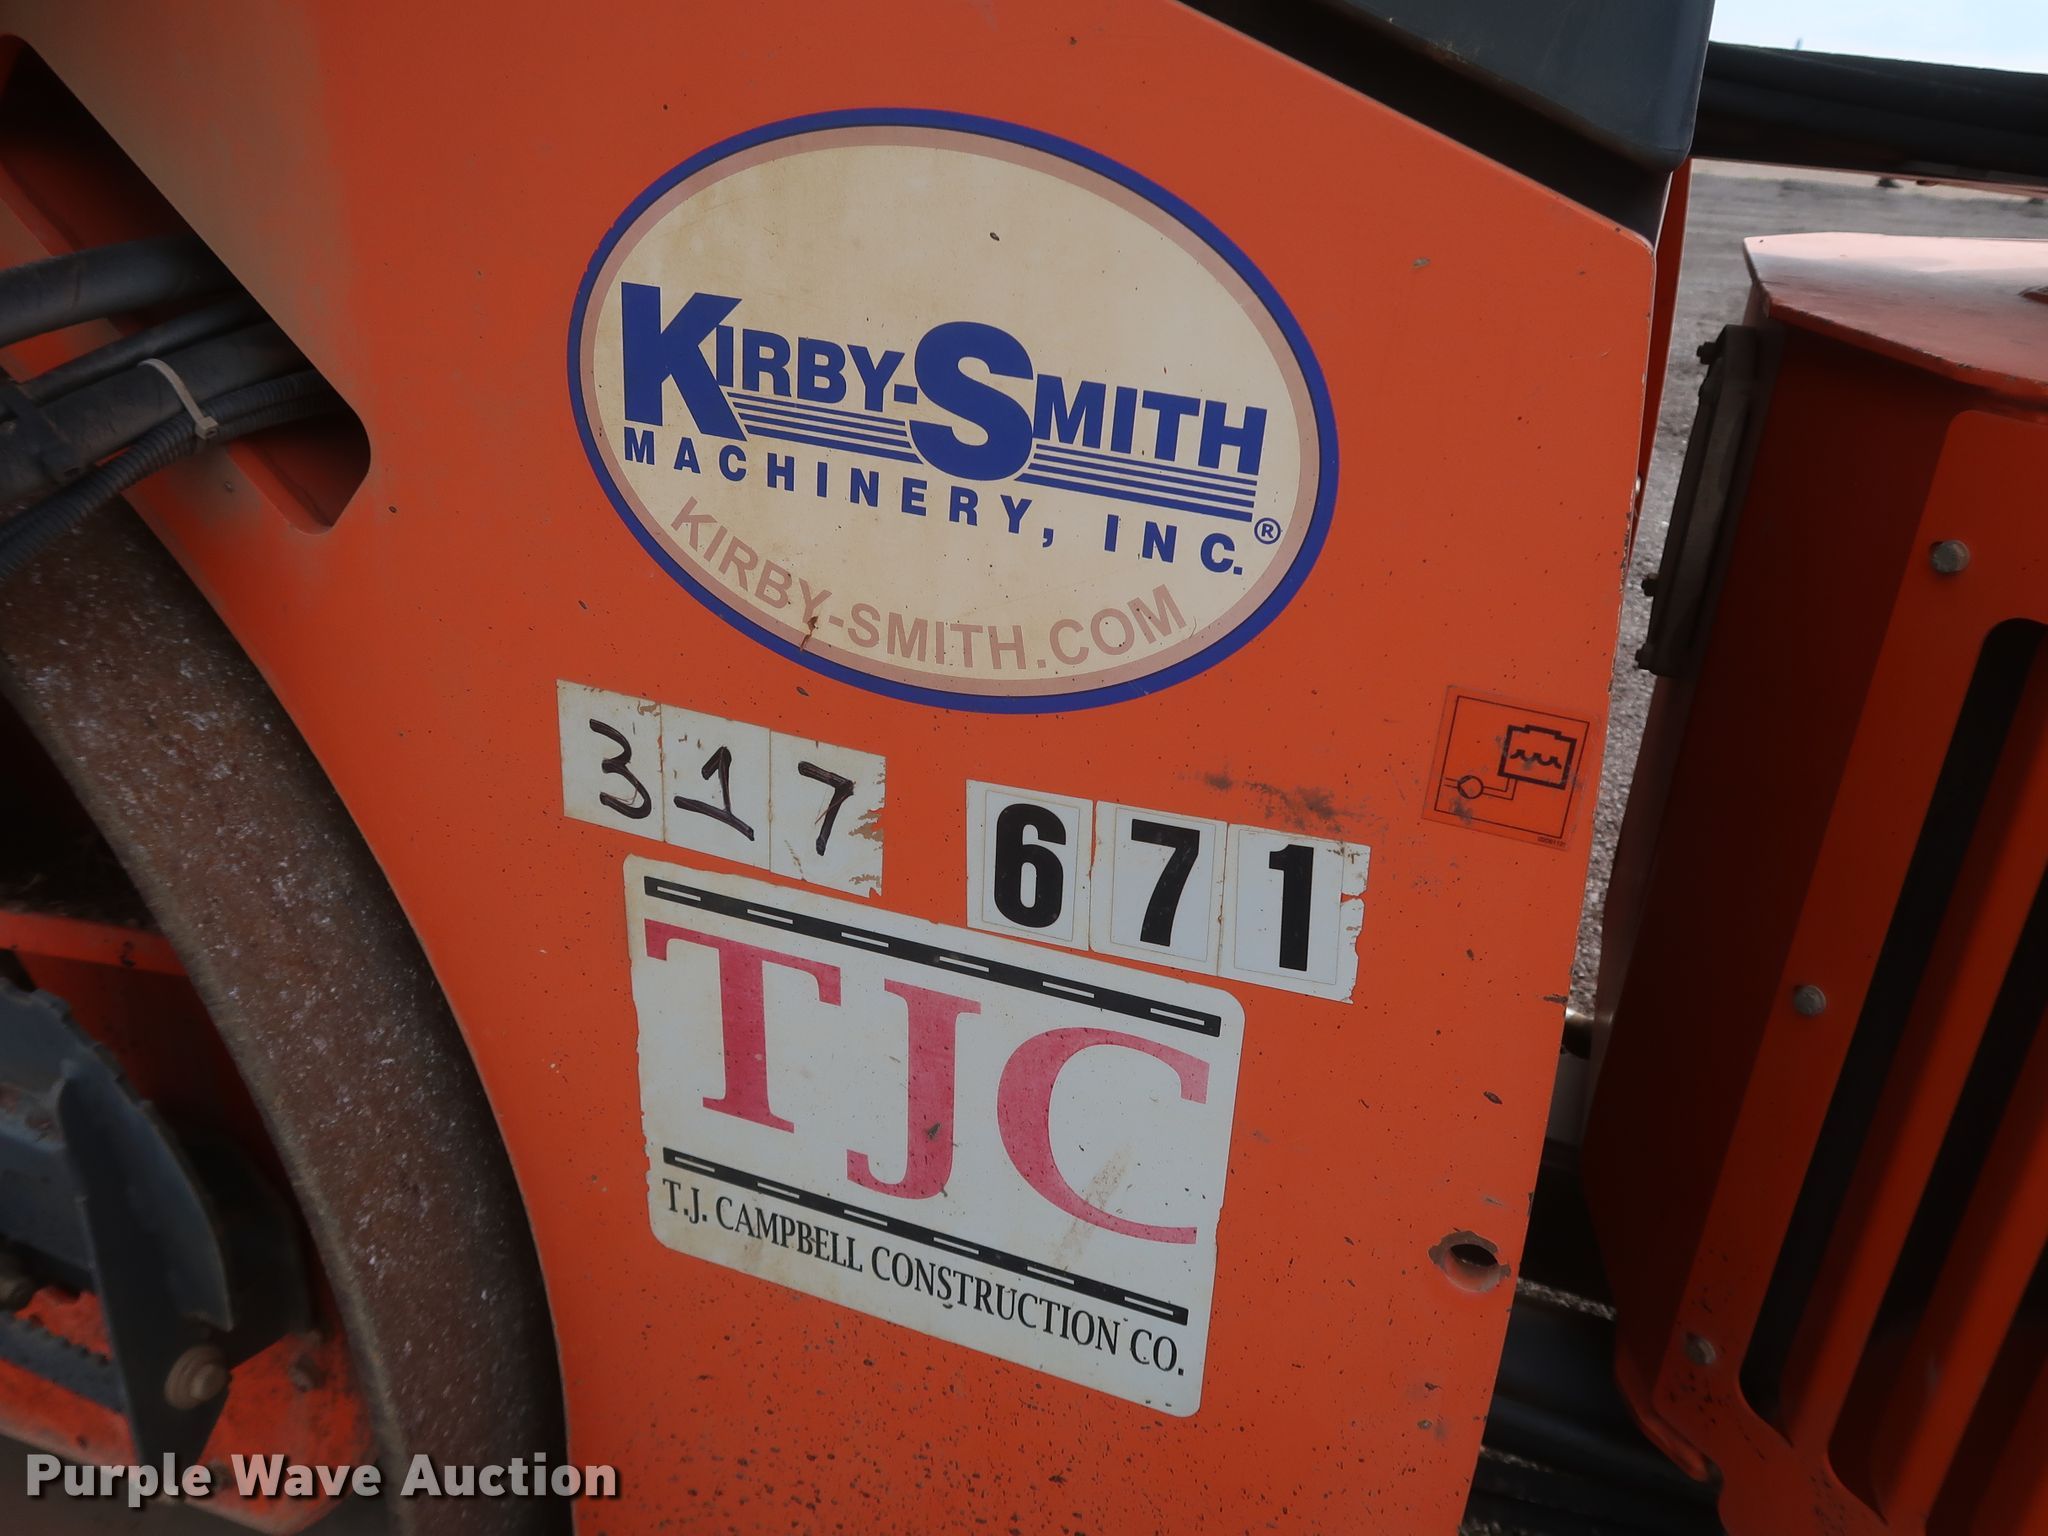 KIRBY-SMITH
MACHINERY, INC.®
KIRBY-SMITH.COM
317
671
TJC
T.J. CAMPBELL CONSTRUCTION CO.
Purple Wave Auction